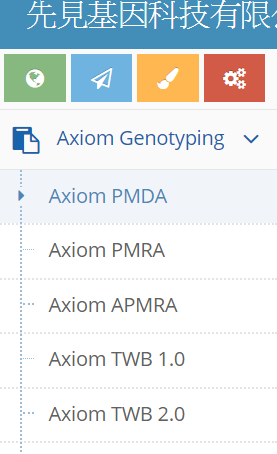 先見基因科技有限公
Axiom Genotyping
Axiom PMDA
Axiom PMRA
Axiom APMRA
Axiom TWB 1.0
Axiom TWB 2.0